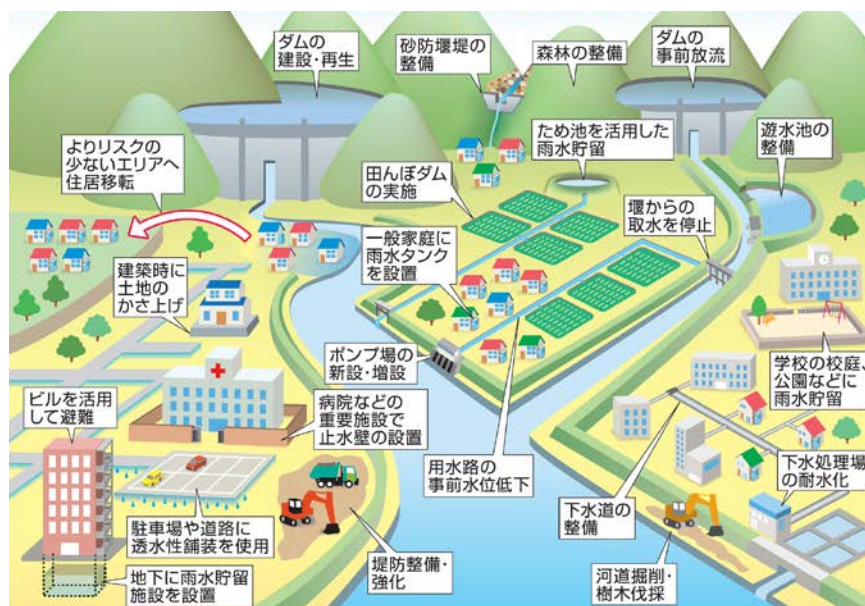 ダムの
建設・再生
砂防堰堤の
整備
森林の整備
ダムの
事前放流
よりリスクの
少ないエリアへ
住居移転
ため池を活用した
雨水貯留
遊水池の
整備
田んぼダム
の実施
堰からの
取水を停止
一般家庭に
雨水タンク
を設置
建築時に
土地の
かさ上げ
ポンプ場の
新設・増設
学校の校庭、
公園などに
雨水貯留
ビルを活用
して避難
病院などの
重要施設で
止水壁の設置
用水路の
事前水位低下
下水処理場
の耐水化
下水道の
整備
駐車場や道路に
透水性舗装を使用
堤防整備・
強化
河道掘削・
樹木伐採
地下に雨水貯留
施設を設置